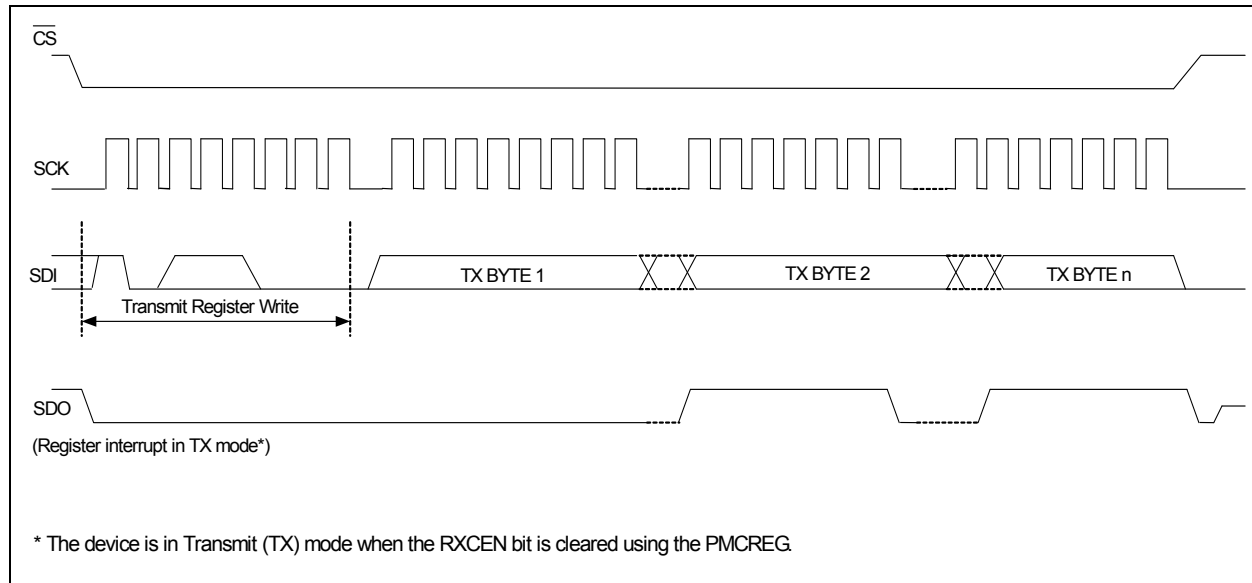 CS
SCK
SDI
TX BYTE 1
TX BYTE 2
TX BYTE n
Transmit Register Write
SDO
(Register interrupt in TX mode*)
* The device is in Transmit (TX) mode when the RXCEN bit is cleared using the PMCREG.